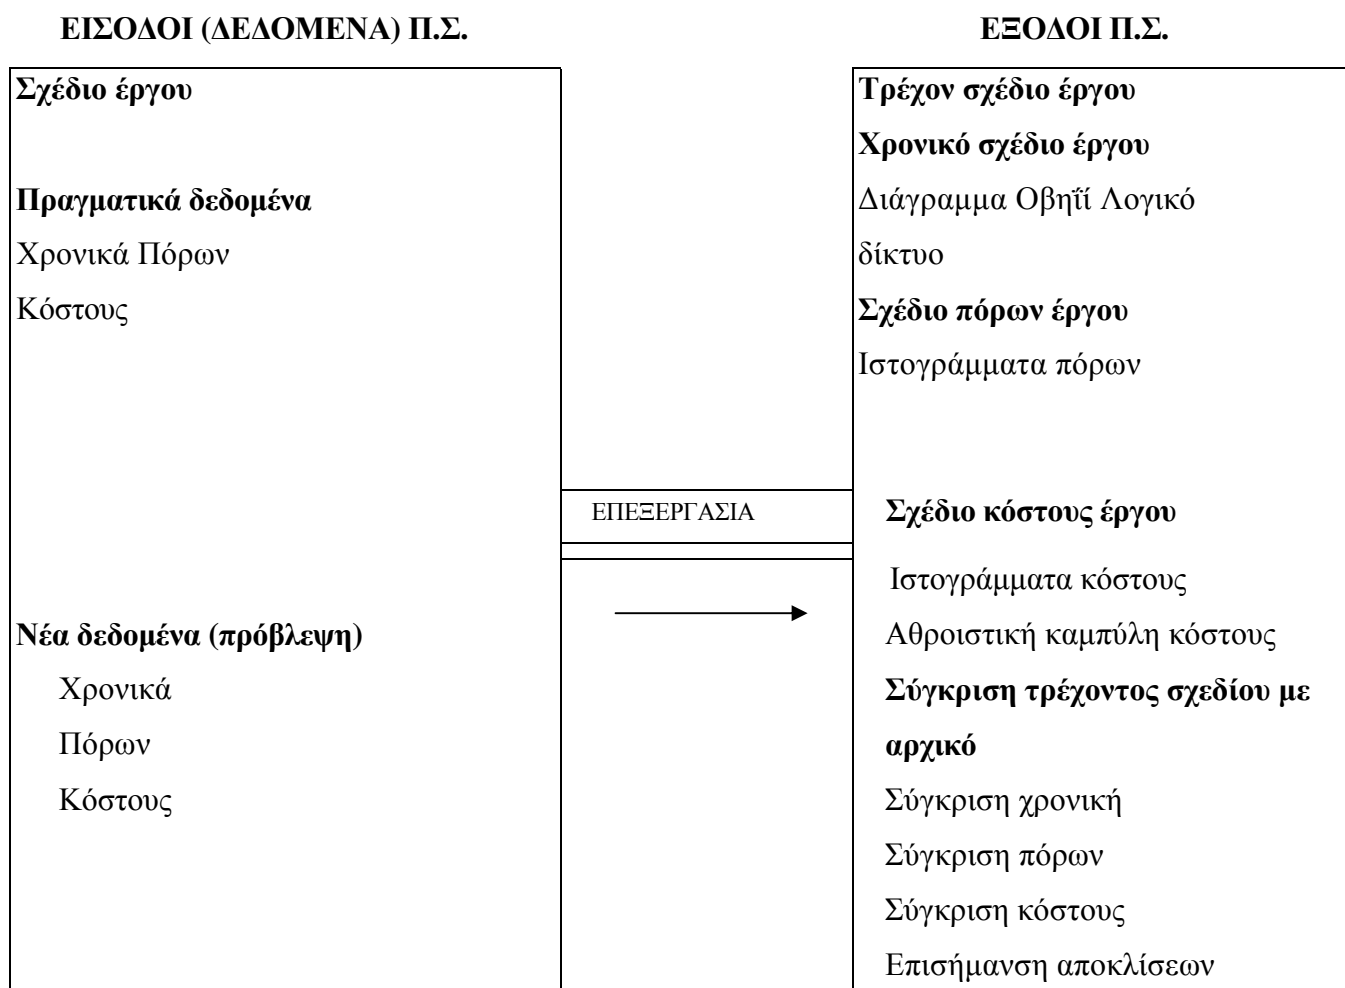 ΕΙΣΟΔΟΙ (ΔΕΔΟΜΕΝΑ) Π.Σ.
Σχέδιο έργου
Πραγματικά δεδομένα
Χρονικά Πόρων
Κόστους
Νέα δεδομένα (πρόβλεψη)
Χρονικά
Πόρων
Κόστους
ΕΠΕΞΕΡΓΑΣΙΑ
ΕΞΟΔΟΙ Π.Σ.
Τρέχον σχέδιο έργου
Χρονικό σχέδιο έργου
Διάγραμμα Οβηΐί Λογικό
δίκτυο
Σχέδιο πόρων έργου
Ιστογράμματα πόρων
Σχέδιο κόστους έργου
Ιστογράμματα κόστους
Αθροιστική καμπύλη κόστους
Σύγκριση τρέχοντος σχεδίου με
αρχικό
Σύγκριση χρονική
Σύγκριση πόρων
Σύγκριση κόστους
Επισήμανση αποκλίσεων